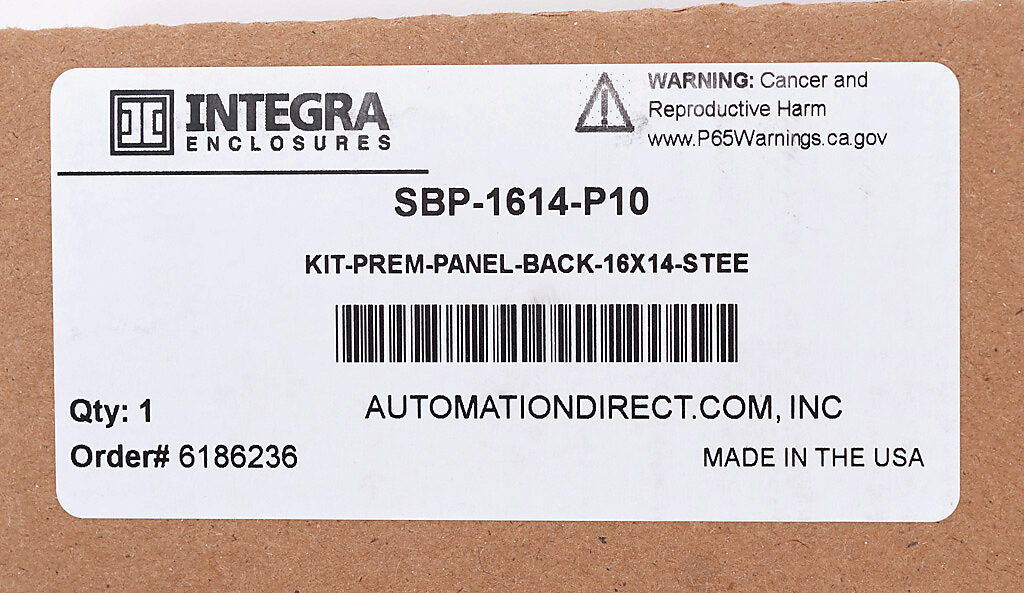 INTEGRA
ENCLOSURES
WARNING: Cancer and
Reproductive Harm
www.P65Warnings.ca.gov
SBP-1614-P10
KIT-PREM-PANEL-BACK-16X14-STEE
AUTOMATIONDIRECT.COM, INC
Qty: 1
Order# 6186236
MADE IN THE USA